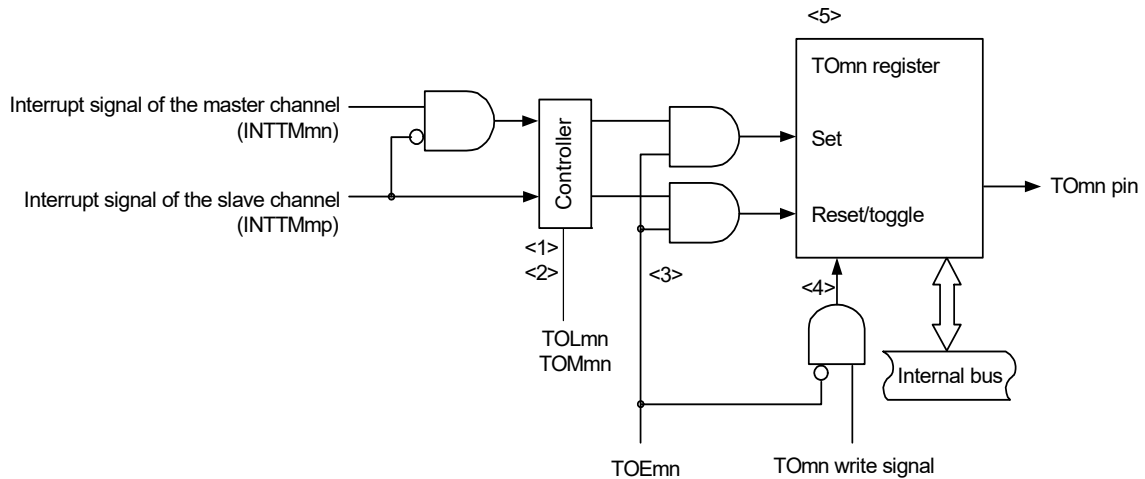 <5>
TOmn register
Interrupt signal of the master channel
(INTTMmn)
Controller
Set
Interrupt signal of the slave channel
(INTTMmp)
TOmn pin
Reset/toggle
<1>
<2>
<3>
<4>
TOLmn
TOMmn
Internal bus
TOEmn
TOmn write signal